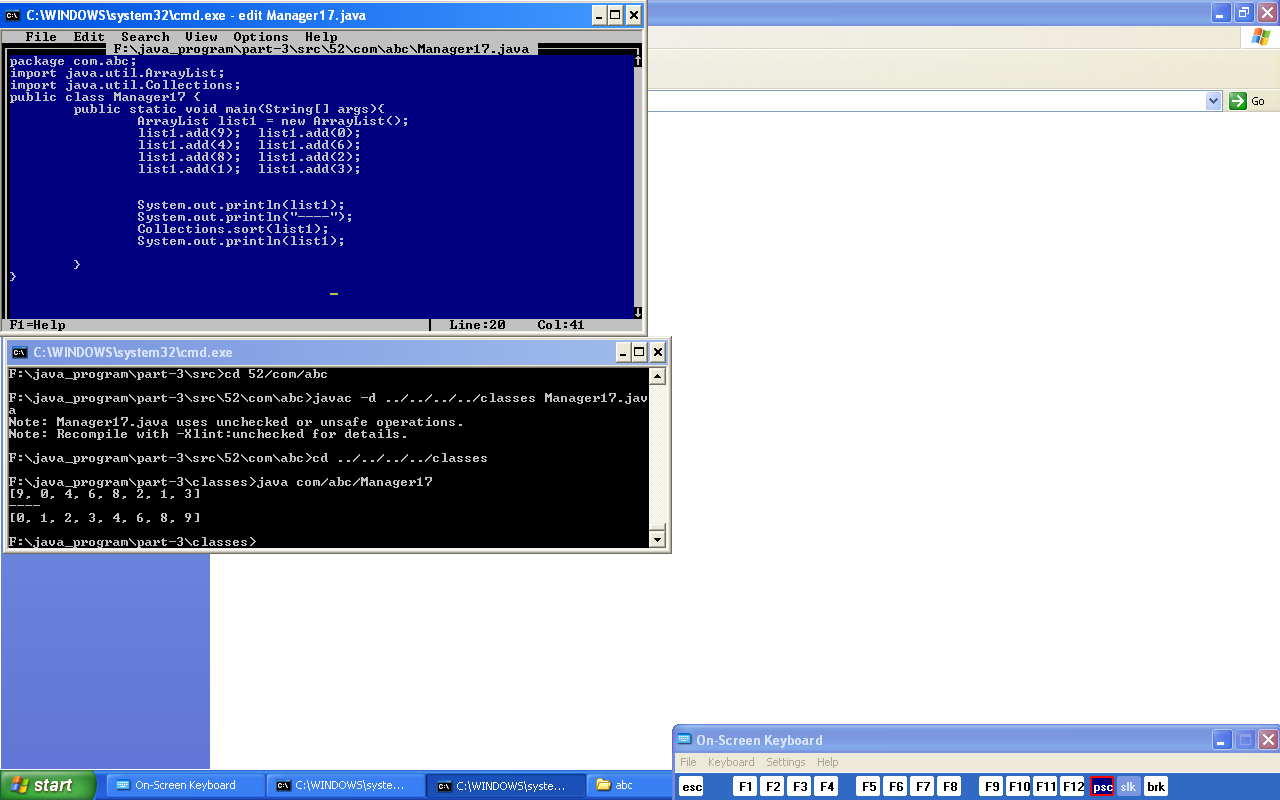 C:\WINDOWS\system32\cmd.exe - edit Manager17.java
File Edit Search View Options Help
F:\java_program\part-3\src\52\com\abc\Manager17.java
package com.abc;
import java.util.ArrayList;
import java.util.Collections;
public class Manager17 {
public static void main(String[] args){
ArrayList list1 = new ArrayList();
list1.add(9);  list1.add(0);
list1.add(4);  list1.add(6);
list1.add(8);  list1.add(2);
list1.add(1);  list1.add(3);
System.out.println(list1);
System.out.println("----");
Collections.sort(list1);
System.out.println(list1);
}
}
F1=Help Line:20 Col:41
Go
C:\WINDOWS\system32\cmd.exe
F:\java_program\part-3\src>cd 52/com/abc
F:\java_program\part-3\src\52\com\abc>javac -d ../../../../classes Manager17.jav
a
Note: Manager17.java uses unchecked or unsafe operations.
Note: Recompile with -Xlint:unchecked for details.
F:\java_program\part-3\src\52\com\abc>cd ../../../../classes
F:\java_program\part-3\classes>java com/abc/Manager17
[9, 0, 4, 6, 8, 2, 1, 3]
----
[0, 1, 2, 3, 4, 6, 8, 9]
F:\java_program\part-3\classes>
On-Screen Keyboard
File Keyboard Settings Help
esc F1 F2 F3 F4 F5 F6 F7 F8 F9 F10 F11 F12 psc slk brk
start On-Screen Keyboard C:\WINDOWS\syste... C:\WINDOWS\syste... abc